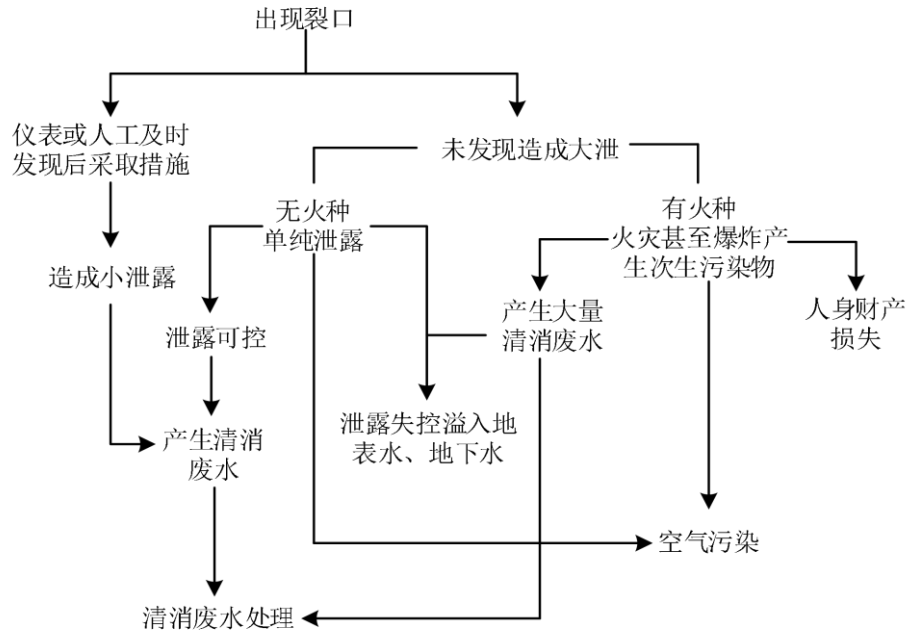 出现裂口
仪表或人工及时
发现后采取措施
未发现造成大泄
无火种
单纯泄露
有火种
火灾甚至爆炸产
生次生污染物
造成小泄露
产生大量
清消废水
人身财产
损失
泄露可控
泄露失控溢入地
表水、地下水
产生清消
废水
空气污染
清消废水处理